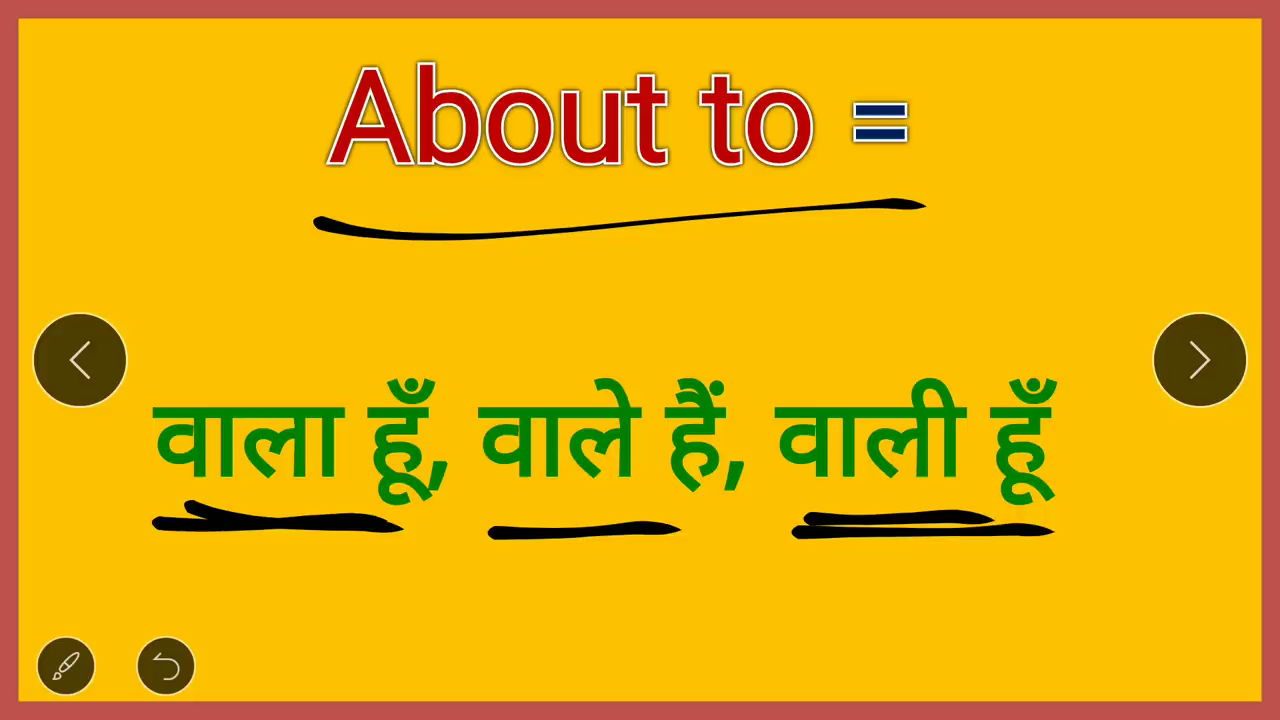 About to =
वाला हूँ, वाले हैं, वाली हूँ